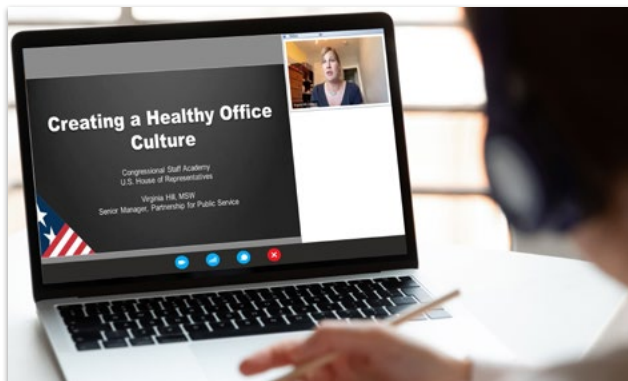 Creating a Healthy Office
Culture
Congressional Staff Academy
U.S. House of Representatives
Virginia Hill, MSW
Senior Manager, Partnership for Public Service